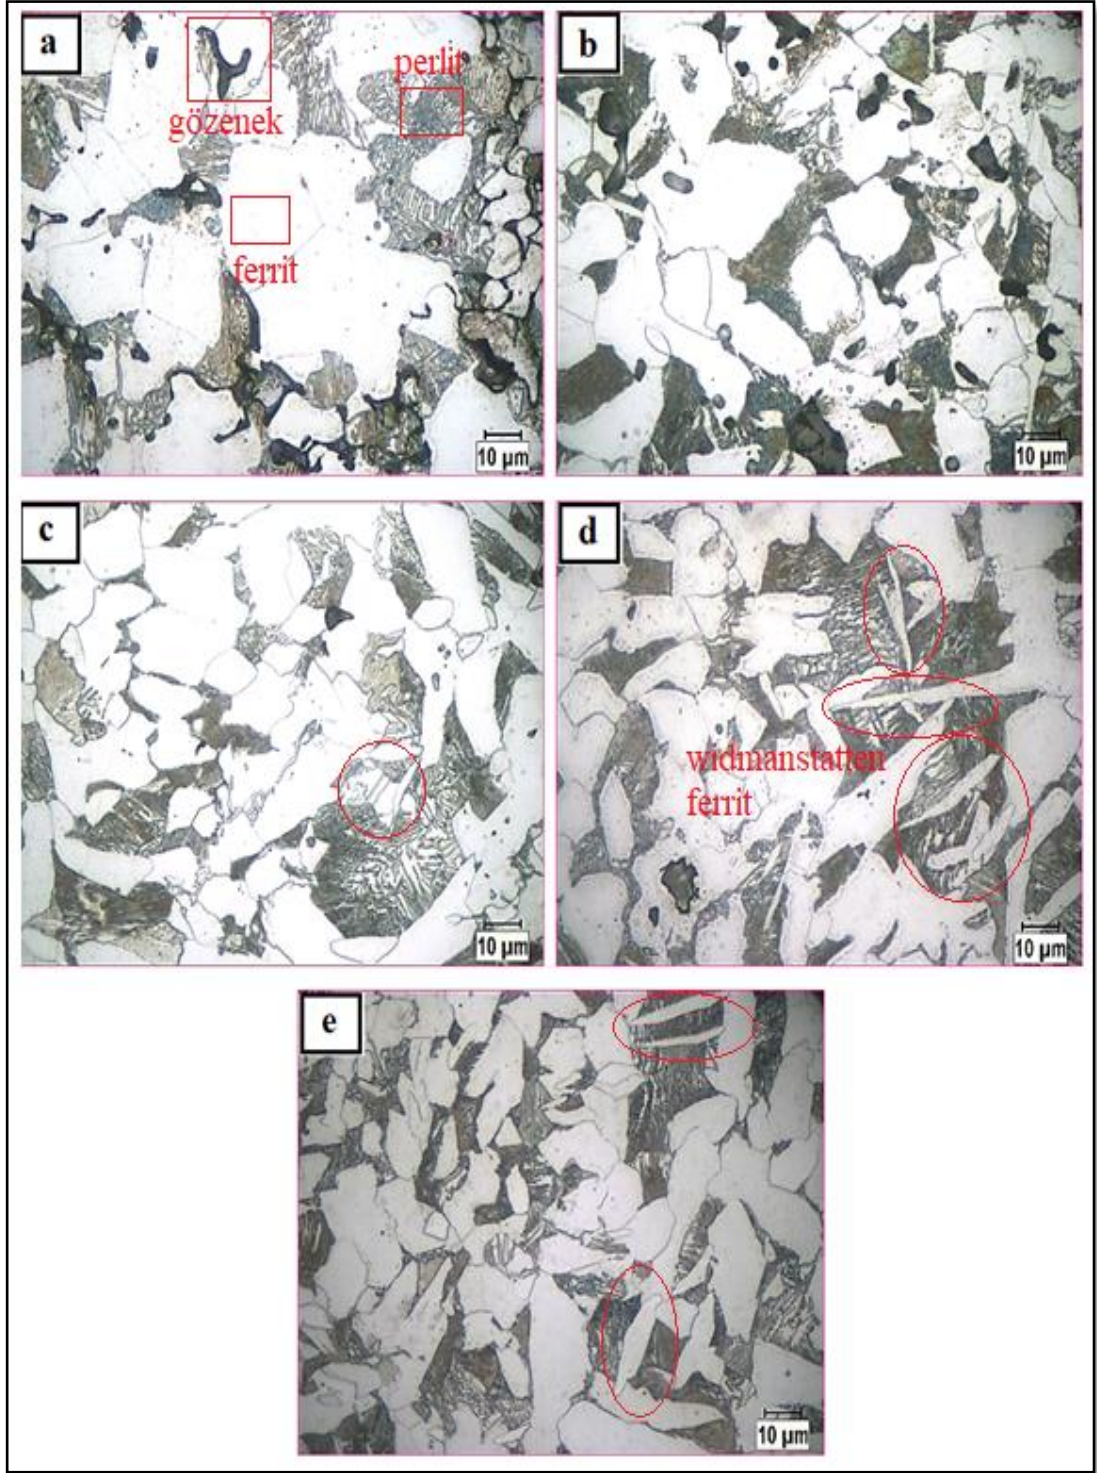 a
gözenek
perlit
ferrit
10 µm
b
10 µm
c
10 µm
d
widmanstatten
ferrit
10 µm
e
10 µm